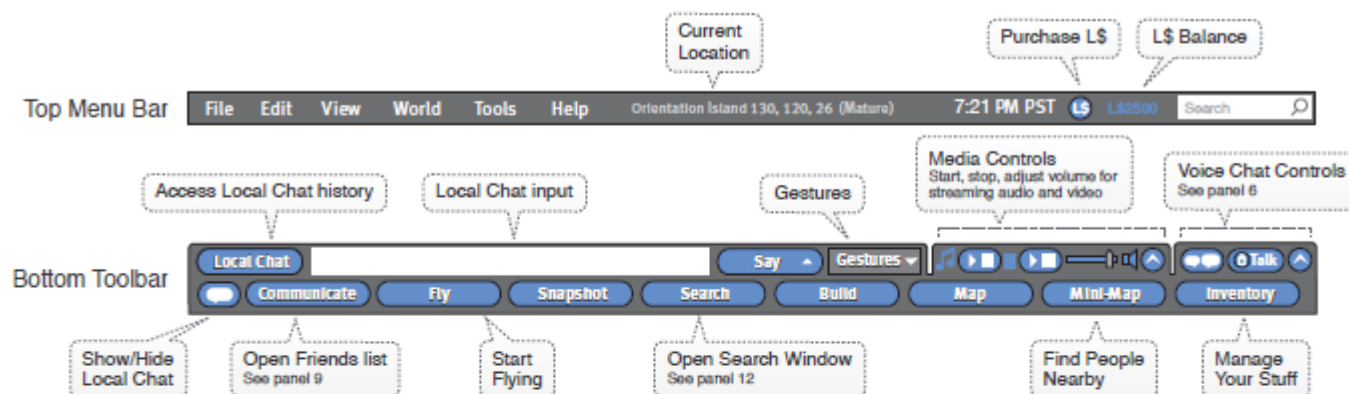 Current
Location
Purchase L$
L$ Balance
Top Menu Bar
File Edit View World Tools Help Orientation Island 130, 120, 26 (Mature) 7:21 PM PST L$ L$2500 Search
Access Local Chat history
Local Chat input
Gestures
Media Controls
Start, stop, adjust volume for
streaming audio and video
Voice Chat Controls
See panel 6
Bottom Toolbar
Local Chat Say Gestures Talk
Communicate Fly Snapshot Search Build Map Mini-Map Inventory
Show/Hide
Local Chat
Open Friends list
See panel 9
Start
Flying
Open Search Window
See panel 12
Find People
Nearby
Manage
Your Stuff